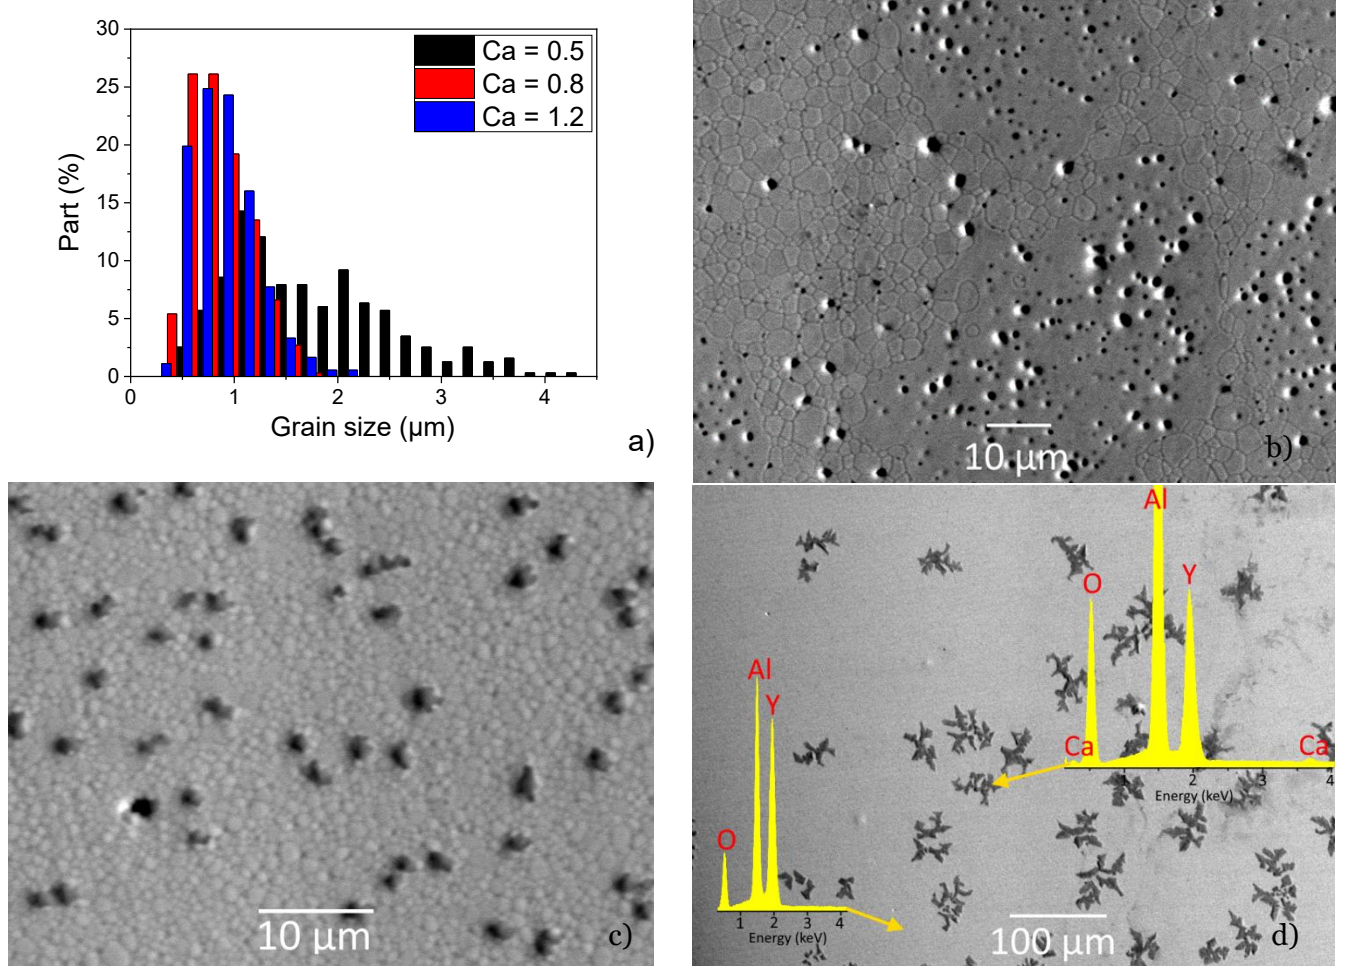 30
25
20
15
10
5
0
Part (%)
Ca = 0.5
Ca = 0.8
Ca = 1.2
0 1 2 3 4
Grain size (μm)
a)
10 μm
b)
10 μm
c)
Al
Y
O
Ca
Ca
1 2 3 4
Energy (keV)
Al
Y
O
1 2 3 4
Energy (keV)
100 μm
d)